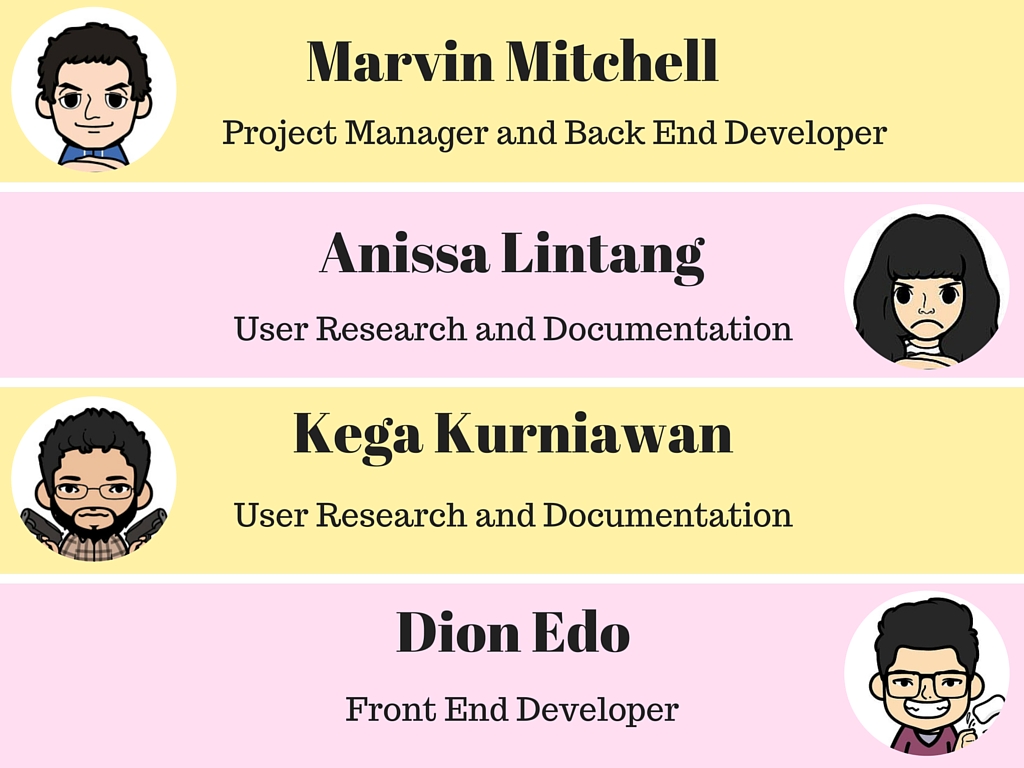 Marvin Mitchell
Project Manager and Back End Developer
Anissa Lintang
User Research and Documentation
Kega Kurniawan
User Research and Documentation
Dion Edo
Front End Developer